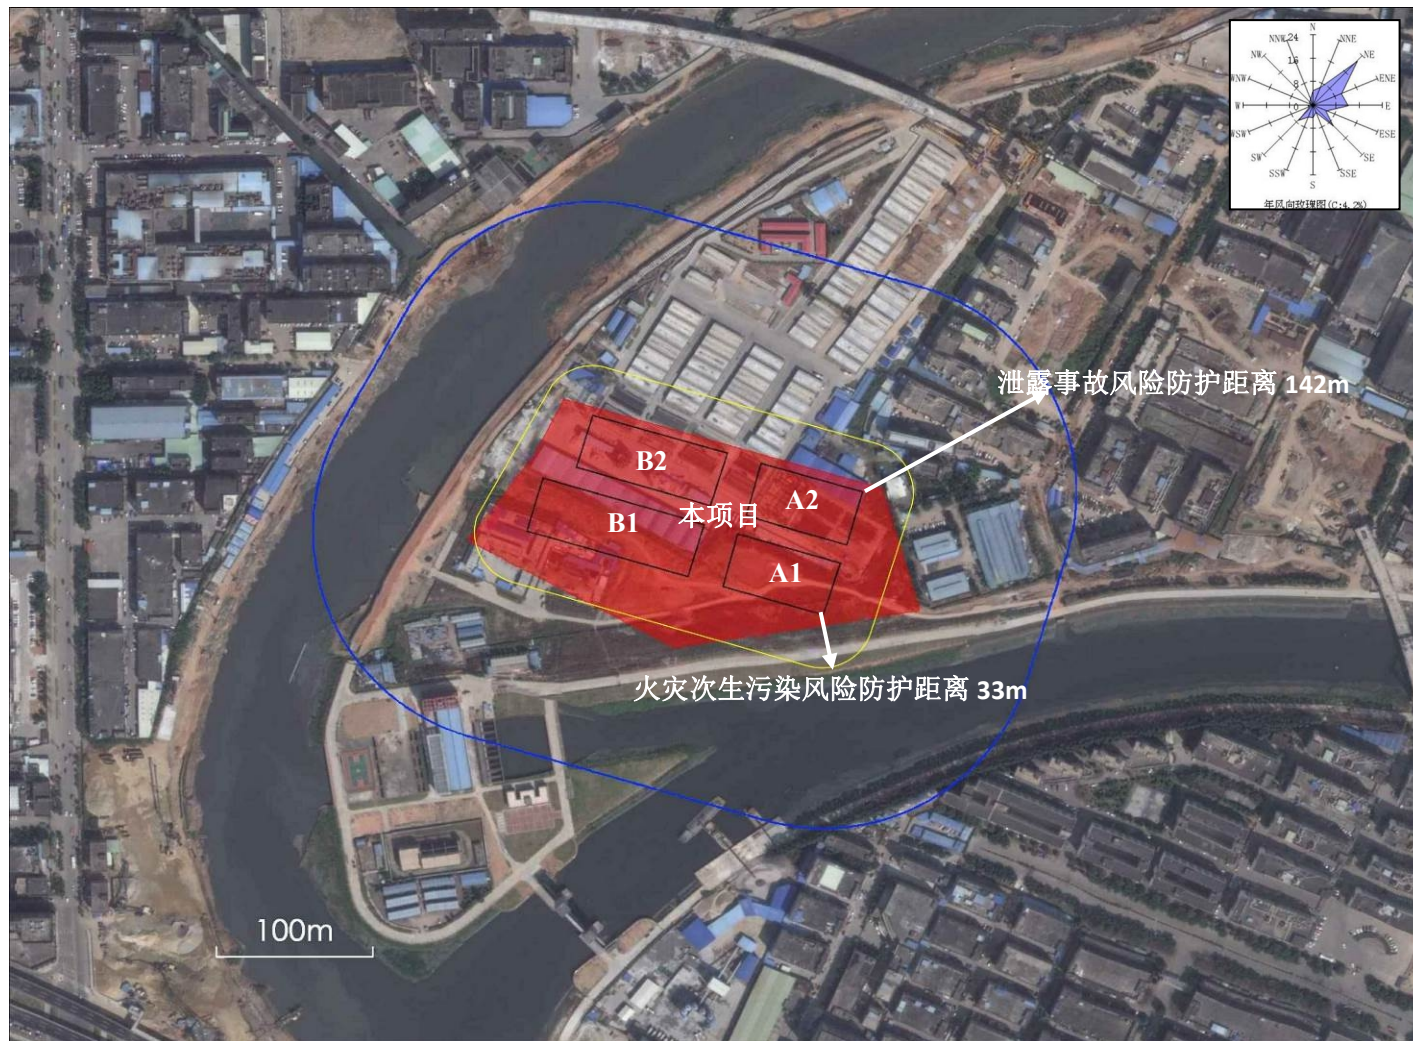 N
NNW
24
NNE
NW
16
NE
WNW
8
ENE
W
0
E
WSW
ESE
SW
SE
SSW
SSE
S
年风向玫瑰图(C:4.2%)
泄露事故风险防护距离 142m
B2
A2
本项目
B1
A1
火灾次生污染风险防护距离 33m
100m